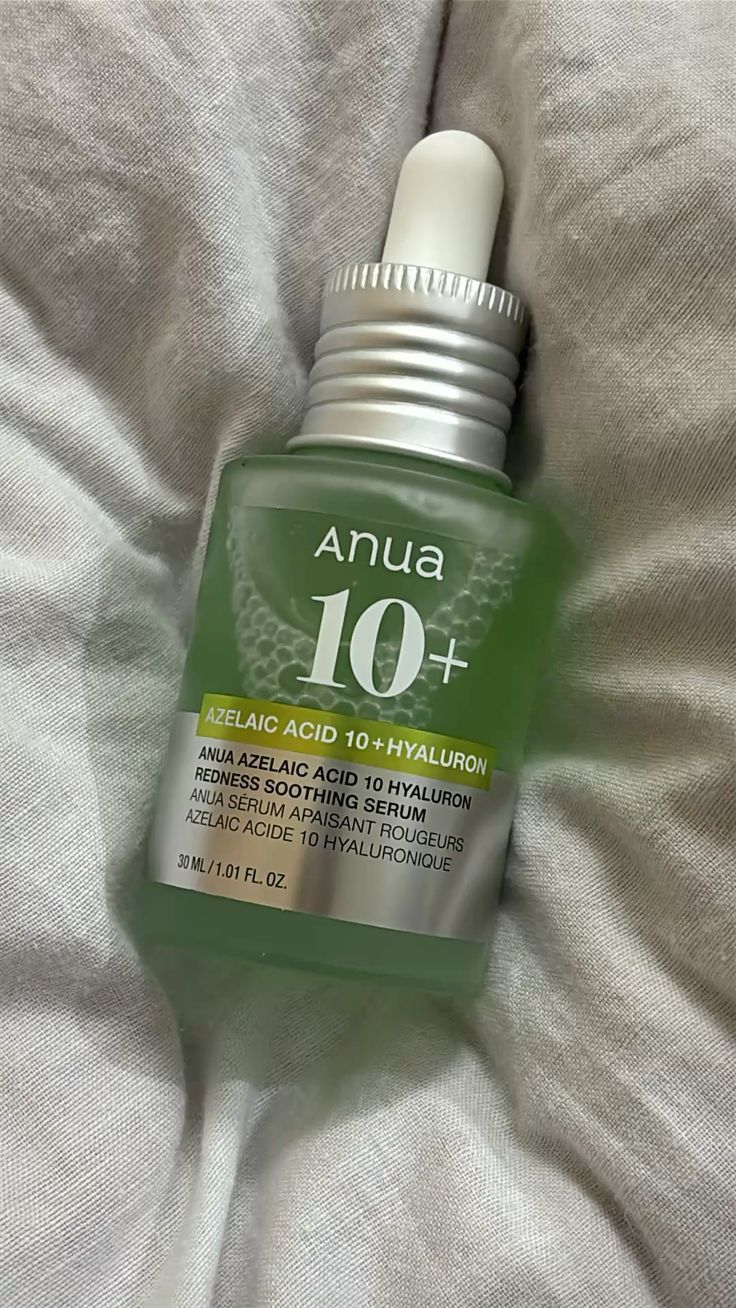 Anua
10+
AZELAIC ACID 10+HYALURON
ANUA AZELAIC ACID 10 HYALURON
REDNESS SOOTHING SERUM
ANUA SÉRUM APAISANT ROUGEURS
AZELAIC ACIDE 10 HYALURONIQUE
30 ML / 1.01 FL. OZ.